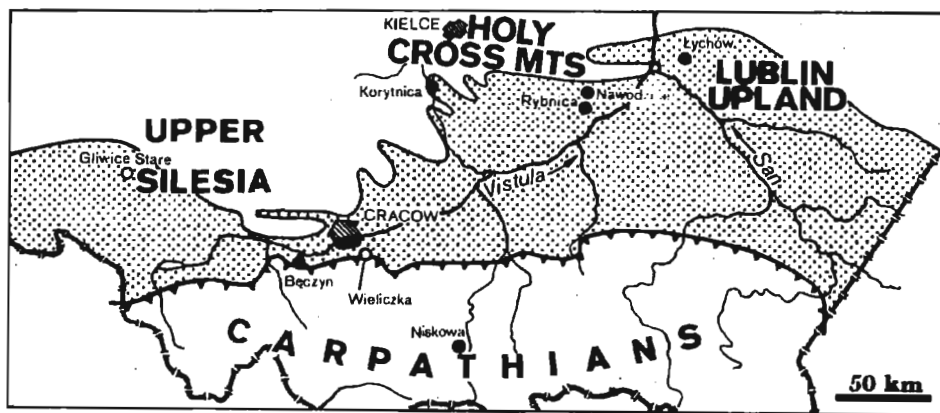 KIELCE
HOLY
CROSS MTS
Łychów
LUBLIN
UPLAND
Korytnica
Nawod.
Rybnica
UPPER
Gliwice Stare
SILESIA
Vistula
San
CRACOW
Bęczyn
Wieliczka
Niskowa
CARPATHIANS
50 km